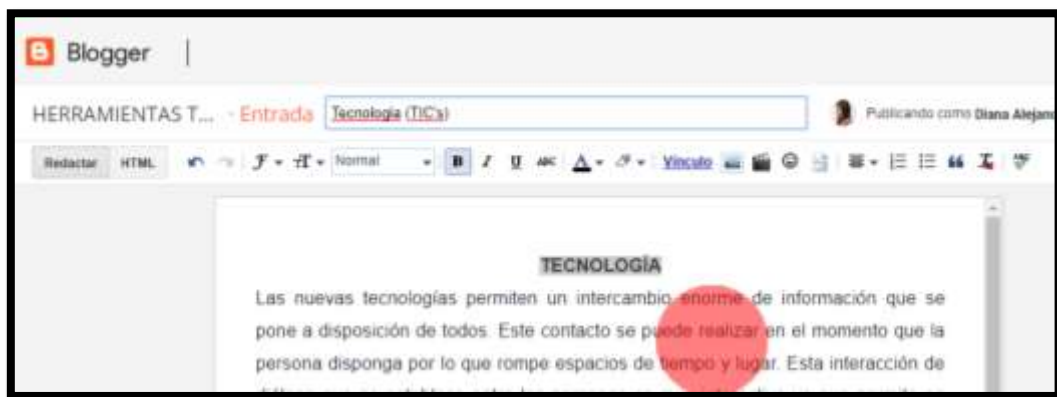 Blogger
HERRAMIENTAS T... · Entrada Tecnología (TIC's) Publicando como Diana Alejan
Redactar HTML Normal B I U ABC A Vínculo
TECNOLOGÍA
Las nuevas tecnologías permiten un intercambio enorme de información que se
pone a disposición de todos. Este contacto se puede realizar en el momento que la
persona disponga por lo que rompe espacios de tiempo y lugar. Esta interacción de